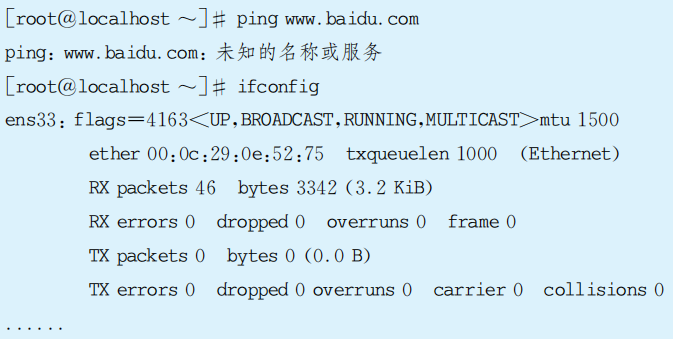 [root@localhost ~]# ping www.baidu.com
ping: www.baidu.com: 未知的名称或服务
[root@localhost ~]# ifconfig
ens33: flags=4163<UP,BROADCAST,RUNNING,MULTICAST>mtu 1500
ether 00:0c:29:0e:52:75 txqueuelen 1000 (Ethernet)
RX packets 46 bytes 3342 (3.2 KiB)
RX errors 0 dropped 0 overruns 0 frame 0
TX packets 0 bytes 0 (0.0 B)
TX errors 0 dropped 0 overruns 0 carrier 0 collisions 0
......